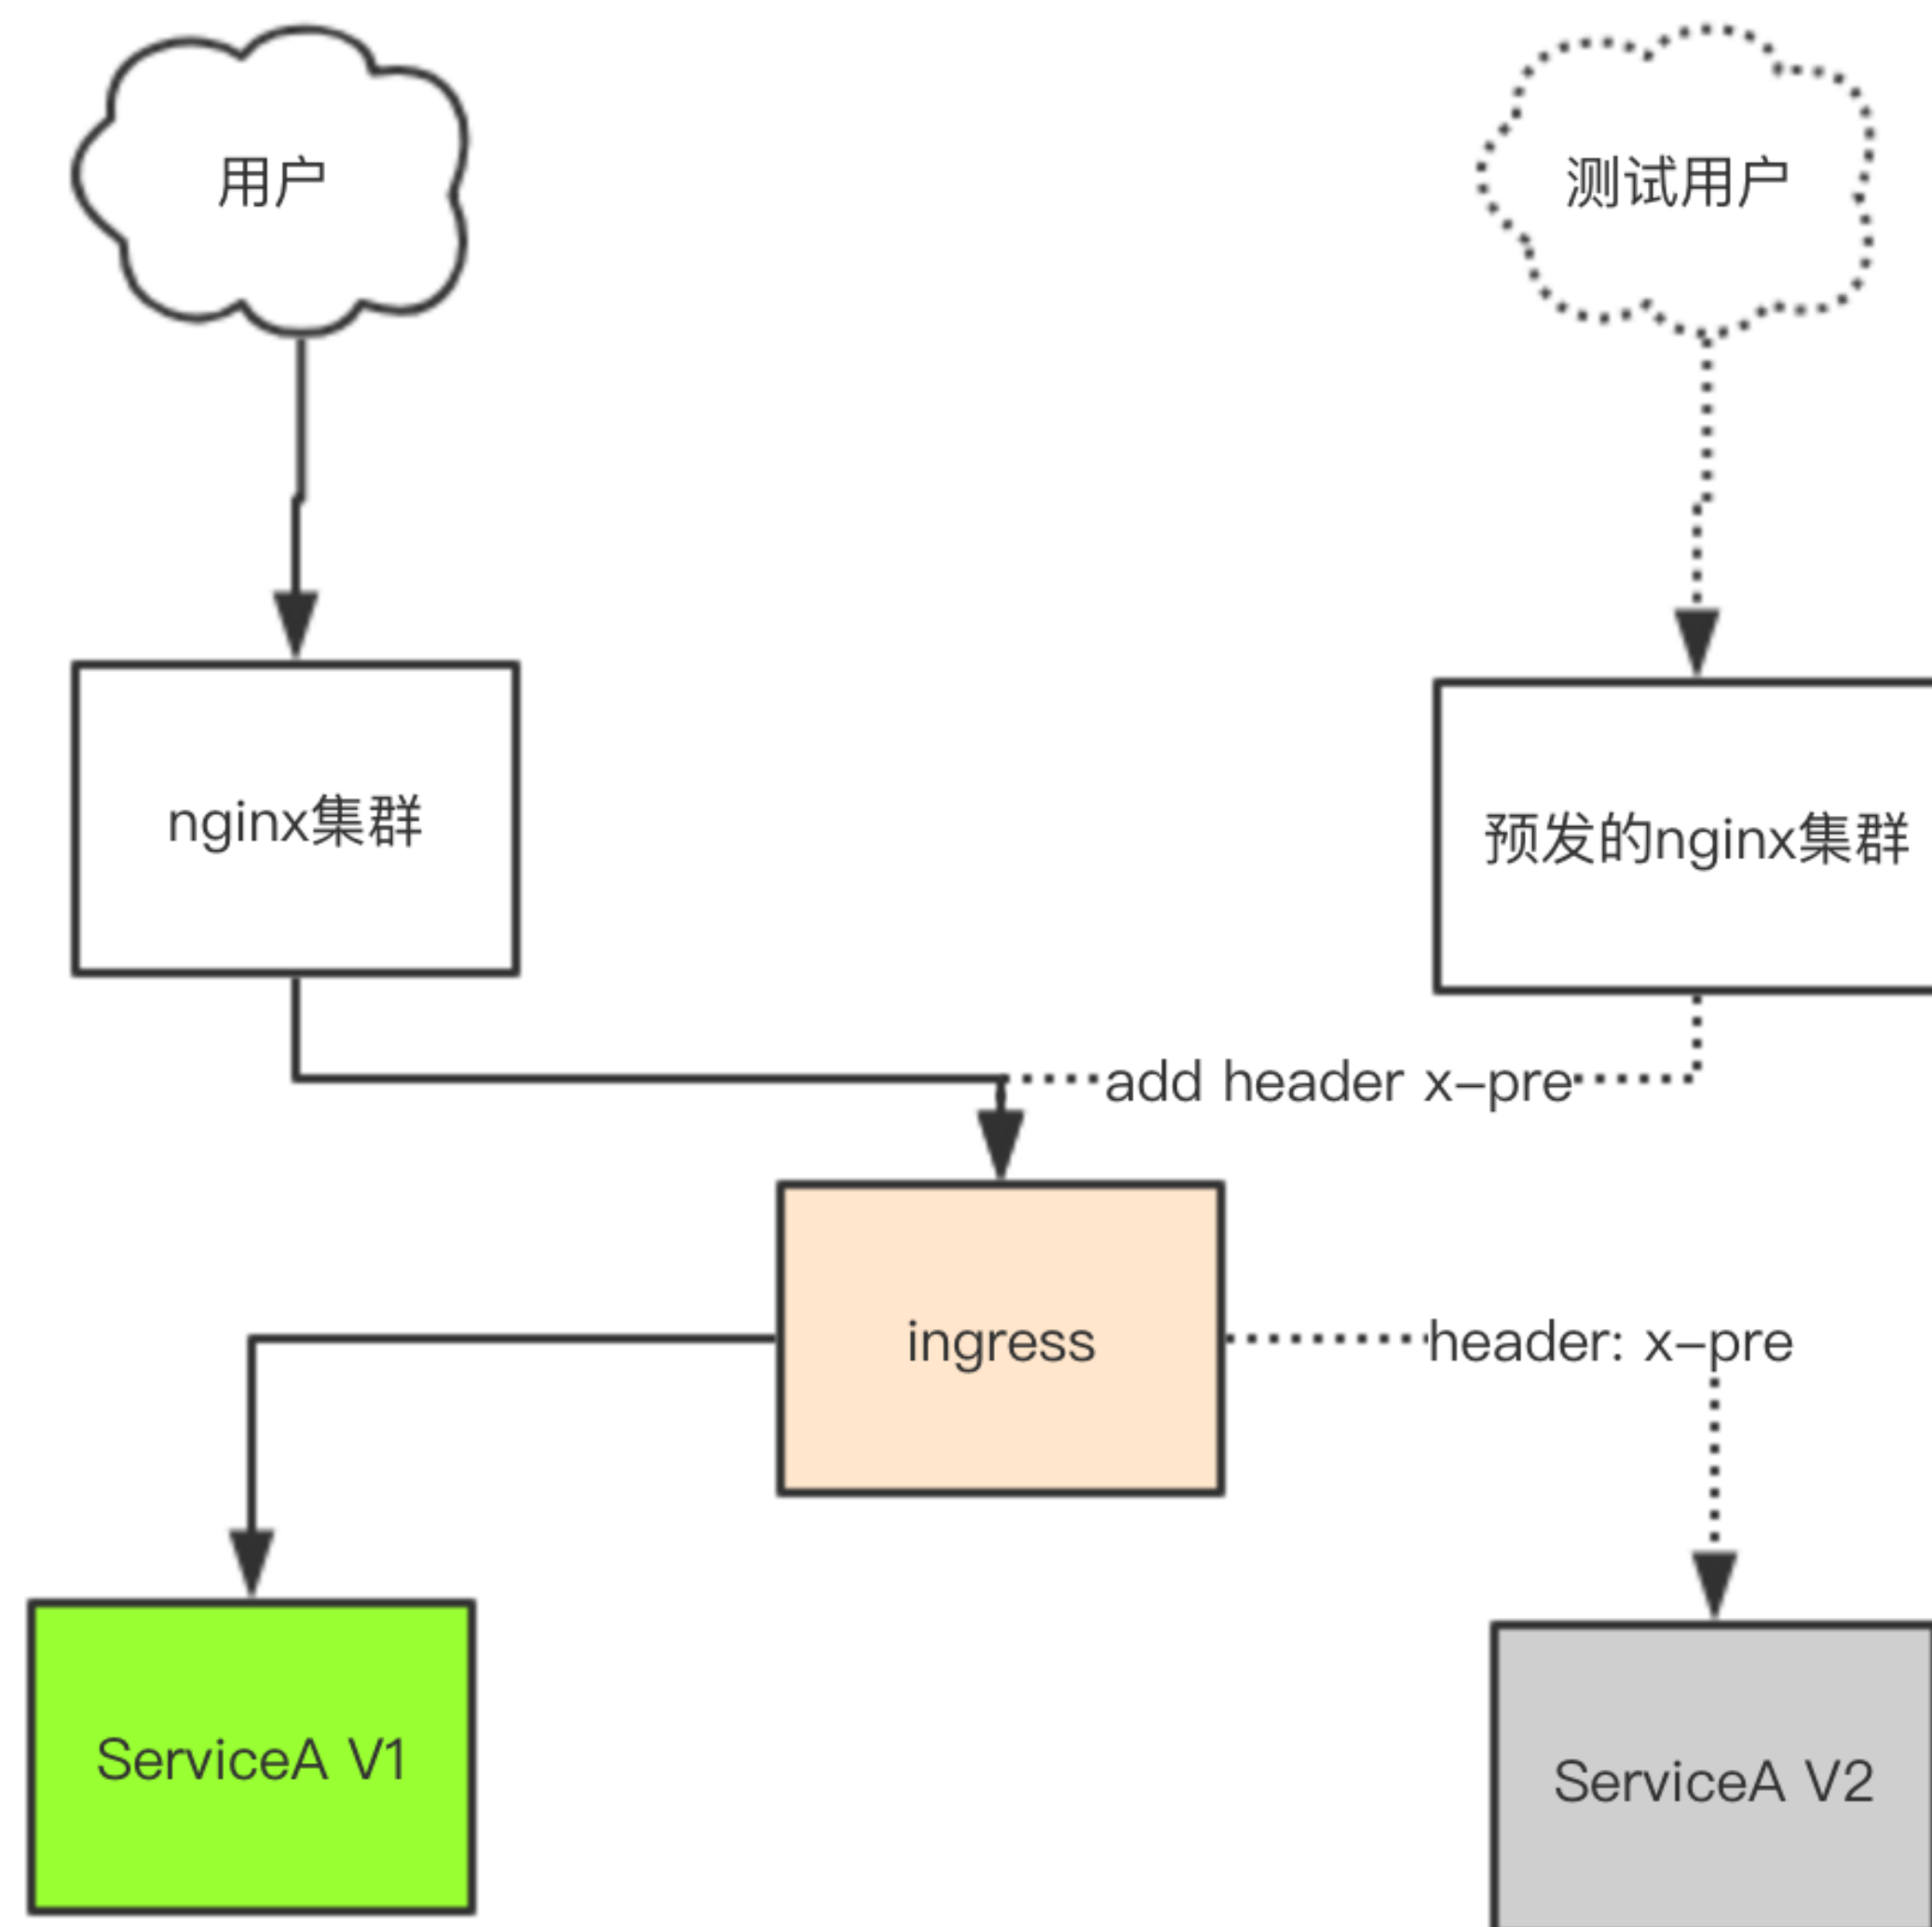 用户
测试用户
nginx集群
预发的nginx集群
add header x-pre
ingress
header: x-pre
ServiceA V1
ServiceA V2